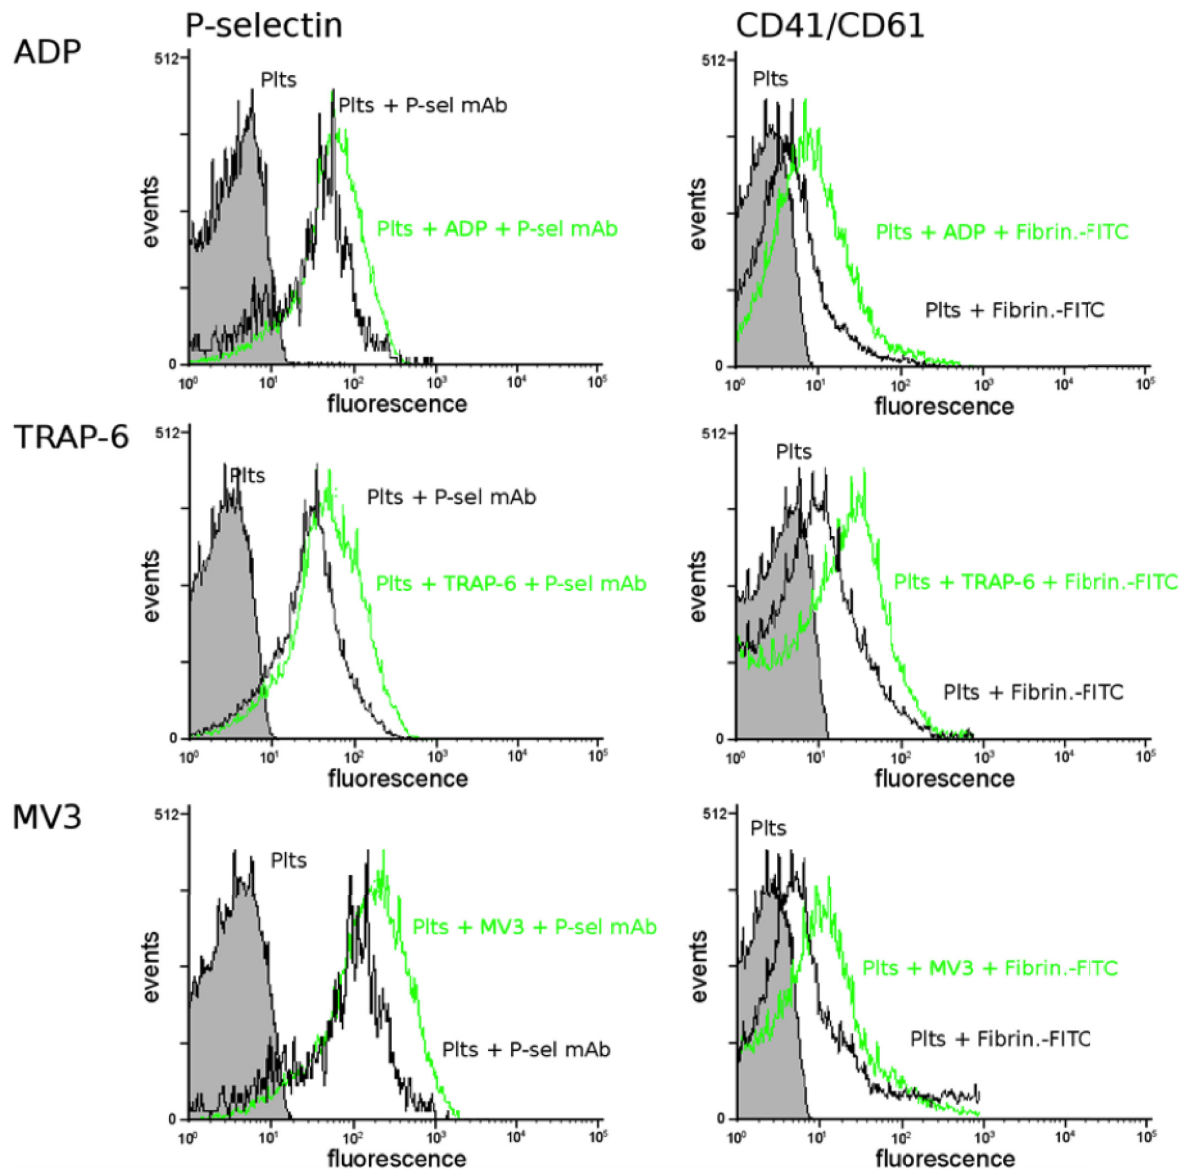 P-selectin
CD41/CD61
ADP
512
Plts
Plts + P-sel mAb
Plts + ADP + P-sel mAb
events
0
10⁰ 10¹ 10² 10³ 10⁴ 10⁵
fluorescence
512
Plts
Plts + ADP + Fibrin.-FITC
Plts + Fibrin.-FITC
events
0
10⁰ 10¹ 10² 10³ 10⁴ 10⁵
fluorescence
TRAP-6
512
Plts
Plts + P-sel mAb
Plts + TRAP-6 + P-sel mAb
events
0
10⁰ 10¹ 10² 10³ 10⁴ 10⁵
fluorescence
512
Plts
Plts + TRAP-6 + Fibrin.-FITC
Plts + Fibrin.-FITC
events
0
10⁰ 10¹ 10² 10³ 10⁴ 10⁵
fluorescence
MV3
512
Plts
Plts + MV3 + P-sel mAb
Plts + P-sel mAb
events
0
10⁰ 10¹ 10² 10³ 10⁴ 10⁵
fluorescence
512
Plts
Plts + MV3 + Fibrin.-FITC
Plts + Fibrin.-FITC
events
0
10⁰ 10¹ 10² 10³ 10⁴ 10⁵
fluorescence